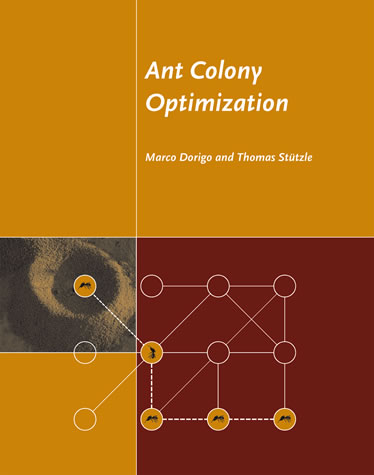 Ant Colony
Optimization
Marco Dorigo and Thomas Stützle